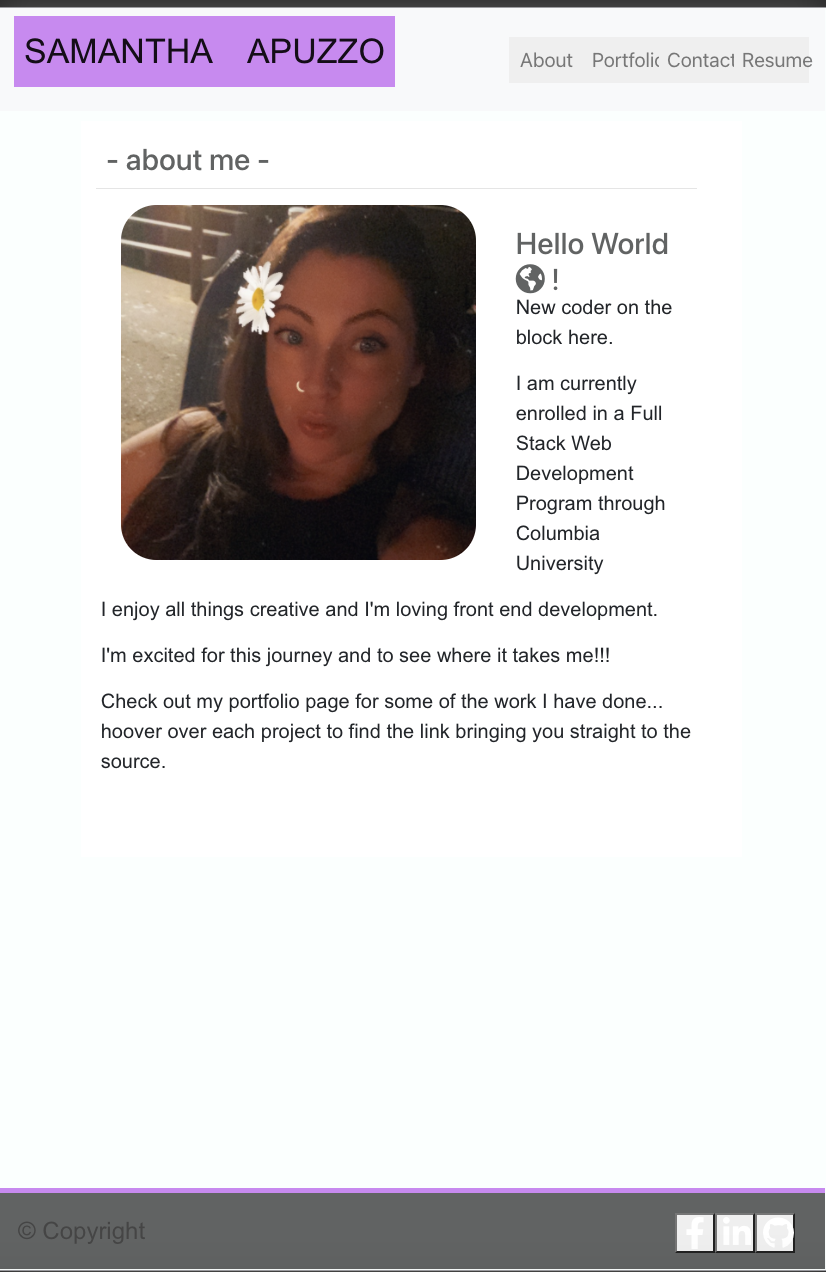 SAMANTHA APUZZO
About Portfolio Contact Resume
- about me -
Hello World
!
New coder on the
block here.
I am currently
enrolled in a Full
Stack Web
Development
Program through
Columbia
University
I enjoy all things creative and I'm loving front end development.
I'm excited for this journey and to see where it takes me!!!
Check out my portfolio page for some of the work I have done...
hoover over each project to find the link bringing you straight to the
source.
© Copyright